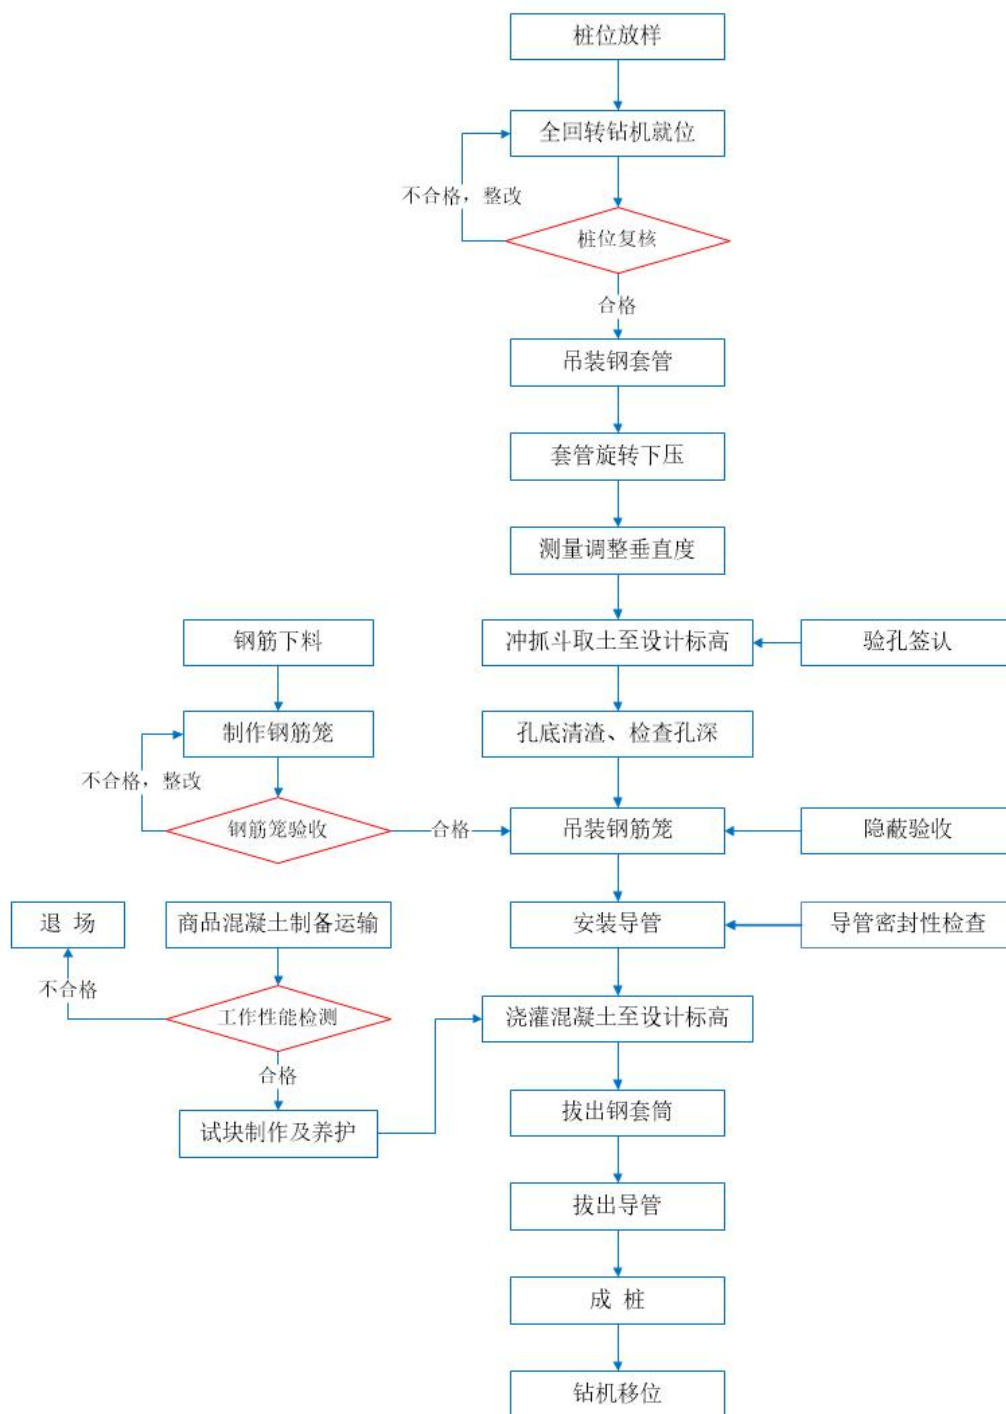 桩位放样
全回转钻机就位
不合格，整改
桩位复核
合格
吊装钢套管
套管旋转下压
测量调整垂直度
钢筋下料
冲抓斗取土至设计标高
验孔签认
制作钢筋笼
孔底清渣、检查孔深
不合格，整改
钢筋笼验收
合格
吊装钢筋笼
隐蔽验收
退 场
商品混凝土制备运输
安装导管
导管密封性检查
不合格
工作性能检测
浇灌混凝土至设计标高
合格
试块制作及养护
拔出钢套筒
拔出导管
成 桩
钻机移位